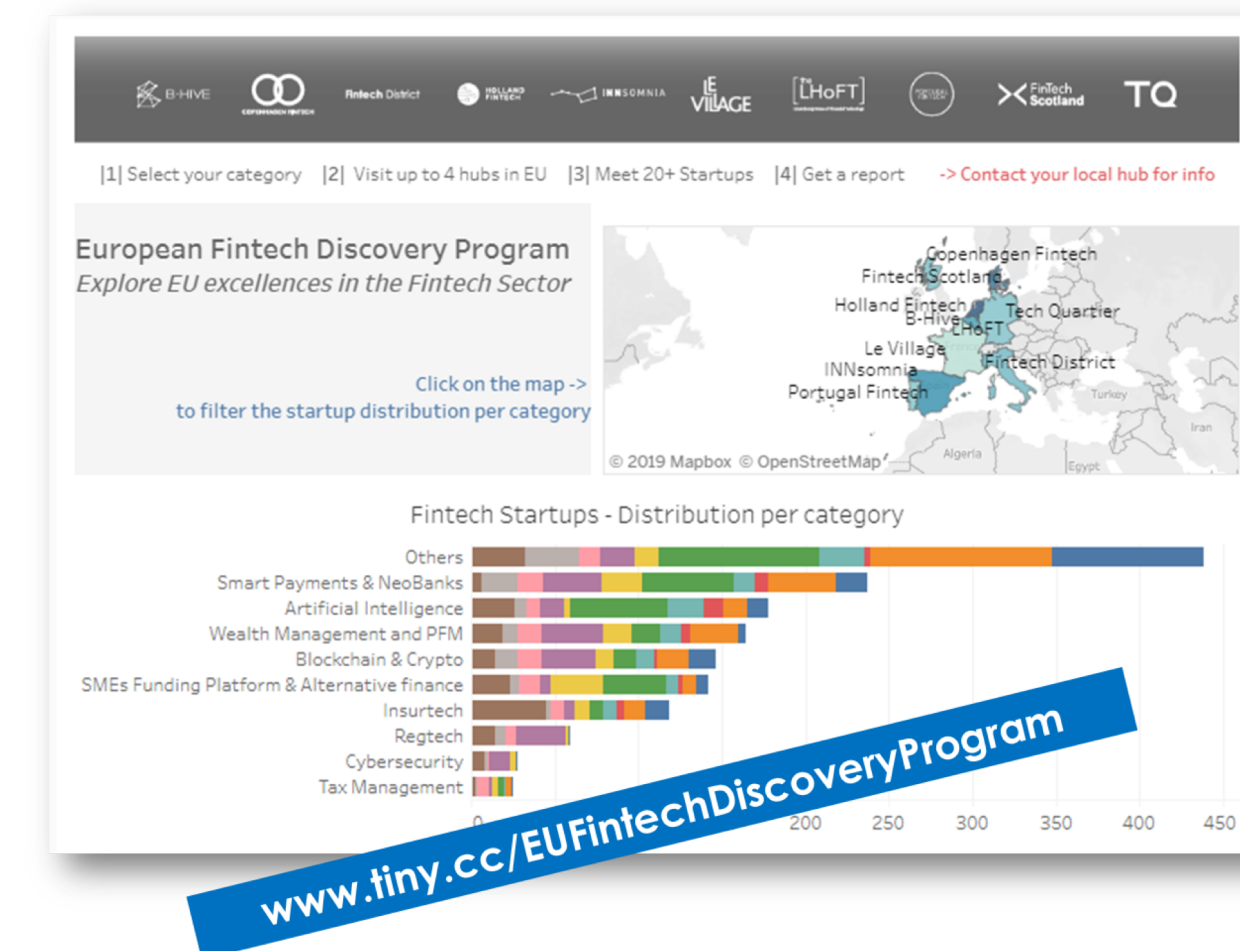 B-HIVE
COPENHAGEN FINTECH
Fintech District
HOLLAND
FINTECH
INNSOMNIA
LE
VILLAGE
The
LHoFT
PORTUGAL
FINTECH
FinTech
Scotland
TQ
|1| Select your category |2| Visit up to 4 hubs in EU |3| Meet 20+ Startups |4| Get a report -> Contact your local hub for info
European Fintech Discovery Program
Explore EU excellences in the Fintech Sector
Click on the map ->
to filter the startup distribution per category
Copenhagen Fintech
Fintech Scotland
Holland Fintech
Tech Quartier
B-Hive
LHoFT
Le Village
Fintech District
INNsomnia
Portugal Fintech
Turkey
Iran
Algeria
Egypt
© 2019 Mapbox © OpenStreetMap
Fintech Startups - Distribution per category
Others
Smart Payments & NeoBanks
Artificial Intelligence
Wealth Management and PFM
Blockchain & Crypto
SMEs Funding Platform & Alternative finance
Insurtech
Regtech
Cybersecurity
Tax Management
0 200 250 300 350 400 450
www.tiny.cc/EUFintechDiscoveryProgram